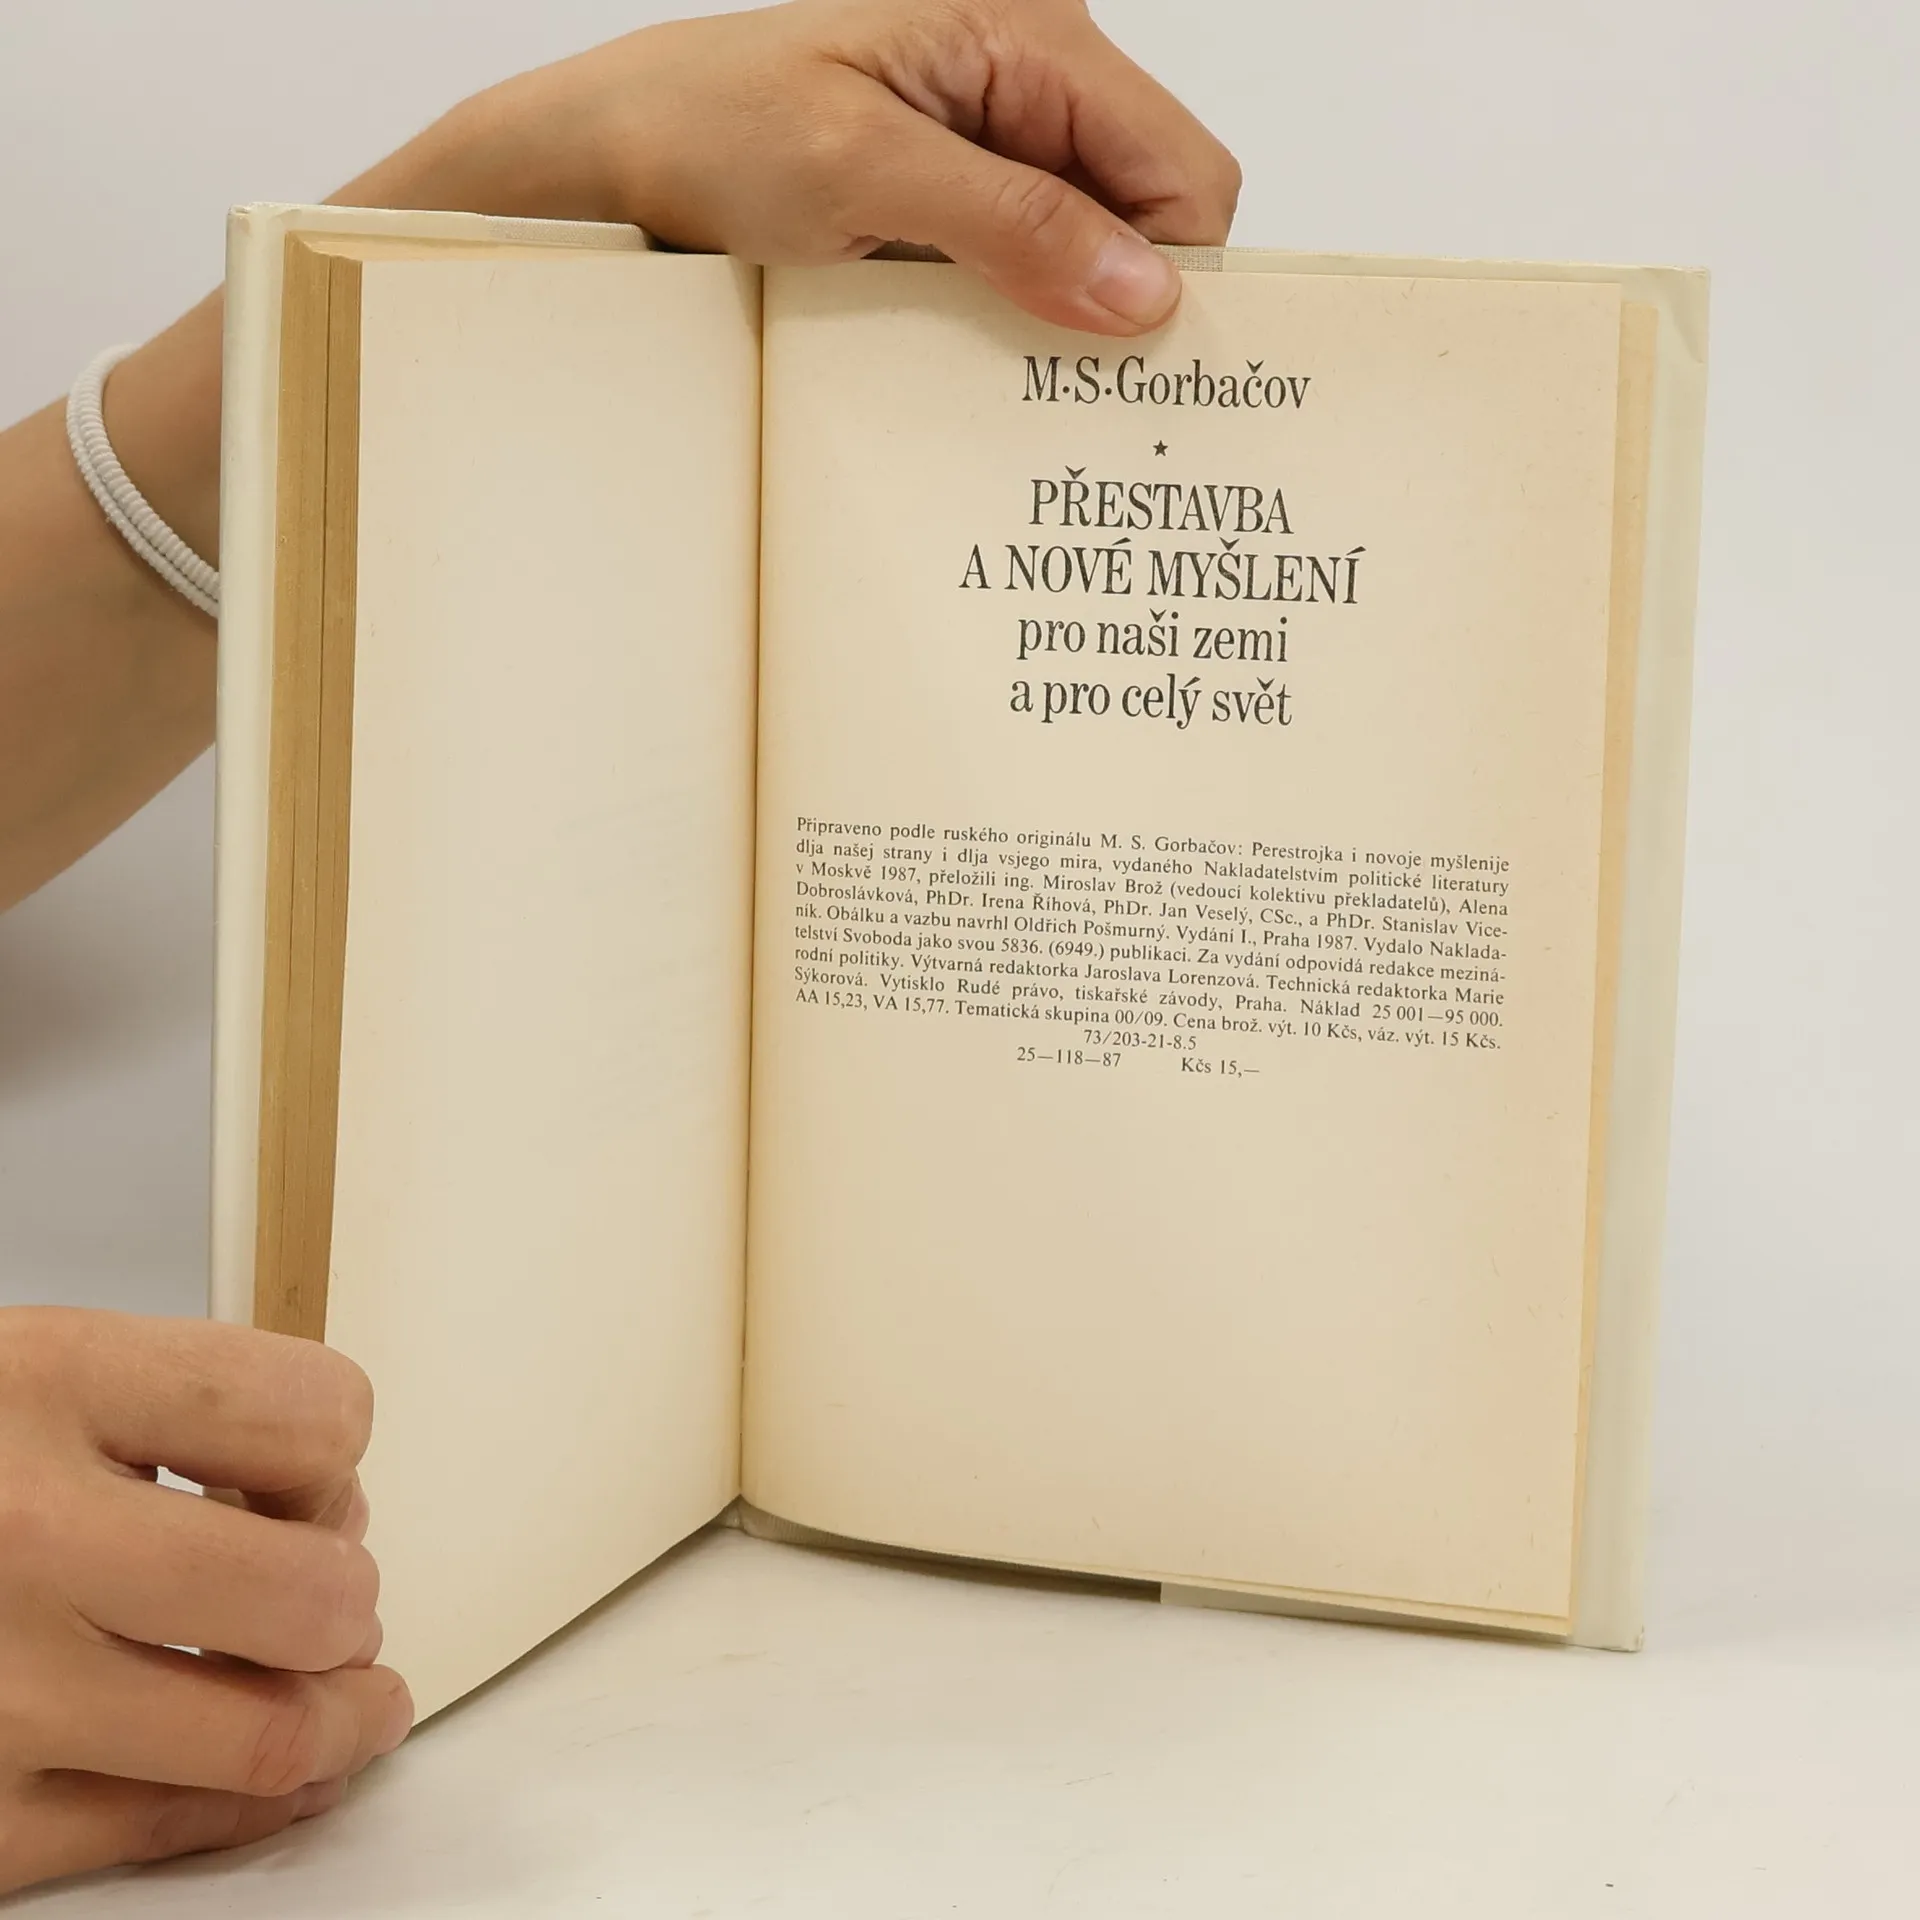 M·S·Gorbačov
★
PŘESTAVBA
A NOVÉ MYŠLENÍ
pro naši zemi
a pro celý svět
Připraveno podle ruského originálu M. S. Gorbačov: Perestrojka i novoje myšlenije
dlja našej strany i dlja vsjego mira, vydaného Nakladatelstvím politické literatury
v Moskvě 1987, přeložili ing. Miroslav Brož (vedoucí kolektivu překladatelů), Alena
Dobroslávková, PhDr. Irena Říhová, PhDr. Jan Veselý, CSc., a PhDr. Stanislav Vice-
ník. Obálku a vazbu navrhl Oldřich Pošmurný. Vydání I., Praha 1987. Vydalo Naklada-
telství Svoboda jako svou 5836. (6949.) publikaci. Za vydání odpovídá redakce meziná-
rodní politiky. Výtvarná redaktorka Jaroslava Lorenzová. Technická redaktorka Marie
Sýkorová. Vytisklo Rudé právo, tiskařské závody, Praha. Náklad 25 001—95 000.
AA 15,23, VA 15,77. Tematická skupina 00/09. Cena brož. výt. 10 Kčs, váz. výt. 15 Kčs.
73/203-21-8.5
25—118—87 Kčs 15,—